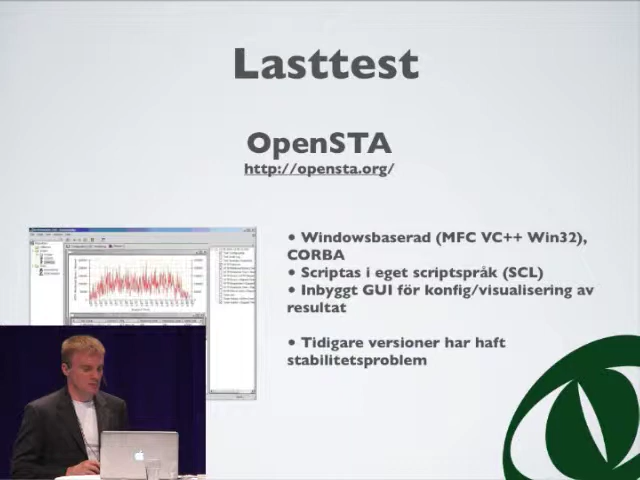 Lasttest
OpenSTA
http://opensta.org/
• Windowsbaserad (MFC VC++ Win32),
CORBA
• Scriptas i eget scriptspråk (SCL)
• Inbyggt GUI för konfig/visualisering av
resultat
• Tidigare versioner har haft
stabilitetsproblem